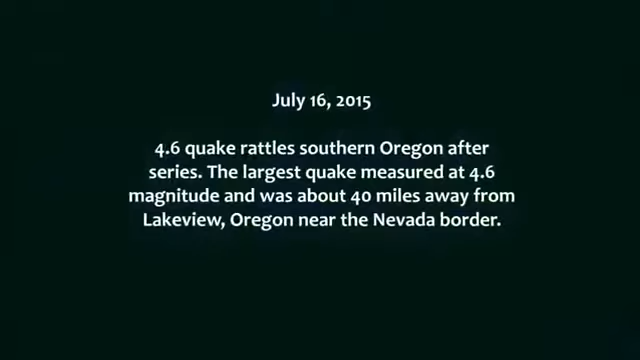 July 16, 2015
4.6 quake rattles southern Oregon after
series. The largest quake measured at 4.6
magnitude and was about 40 miles away from
Lakeview, Oregon near the Nevada border.